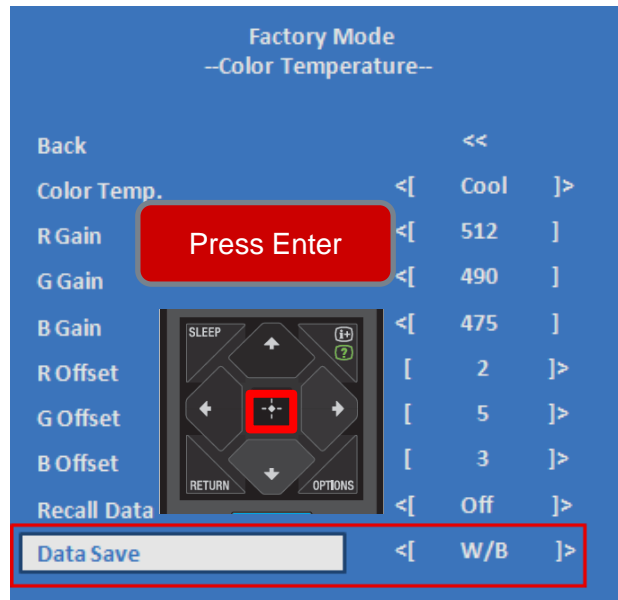 Factory Mode
--Color Temperature--
Back <<
Color Temp. <[ Cool ]>
R Gain <[ 512 ]
Press Enter
G Gain <[ 490 ]
B Gain <[ 475 ]
SLEEP i+
?
R Offset [ 2 ]>
G Offset [ 5 ]>
B Offset [ 3 ]>
RETURN OPTIONS
Recall Data <[ Off ]>
Data Save <[ W/B ]>